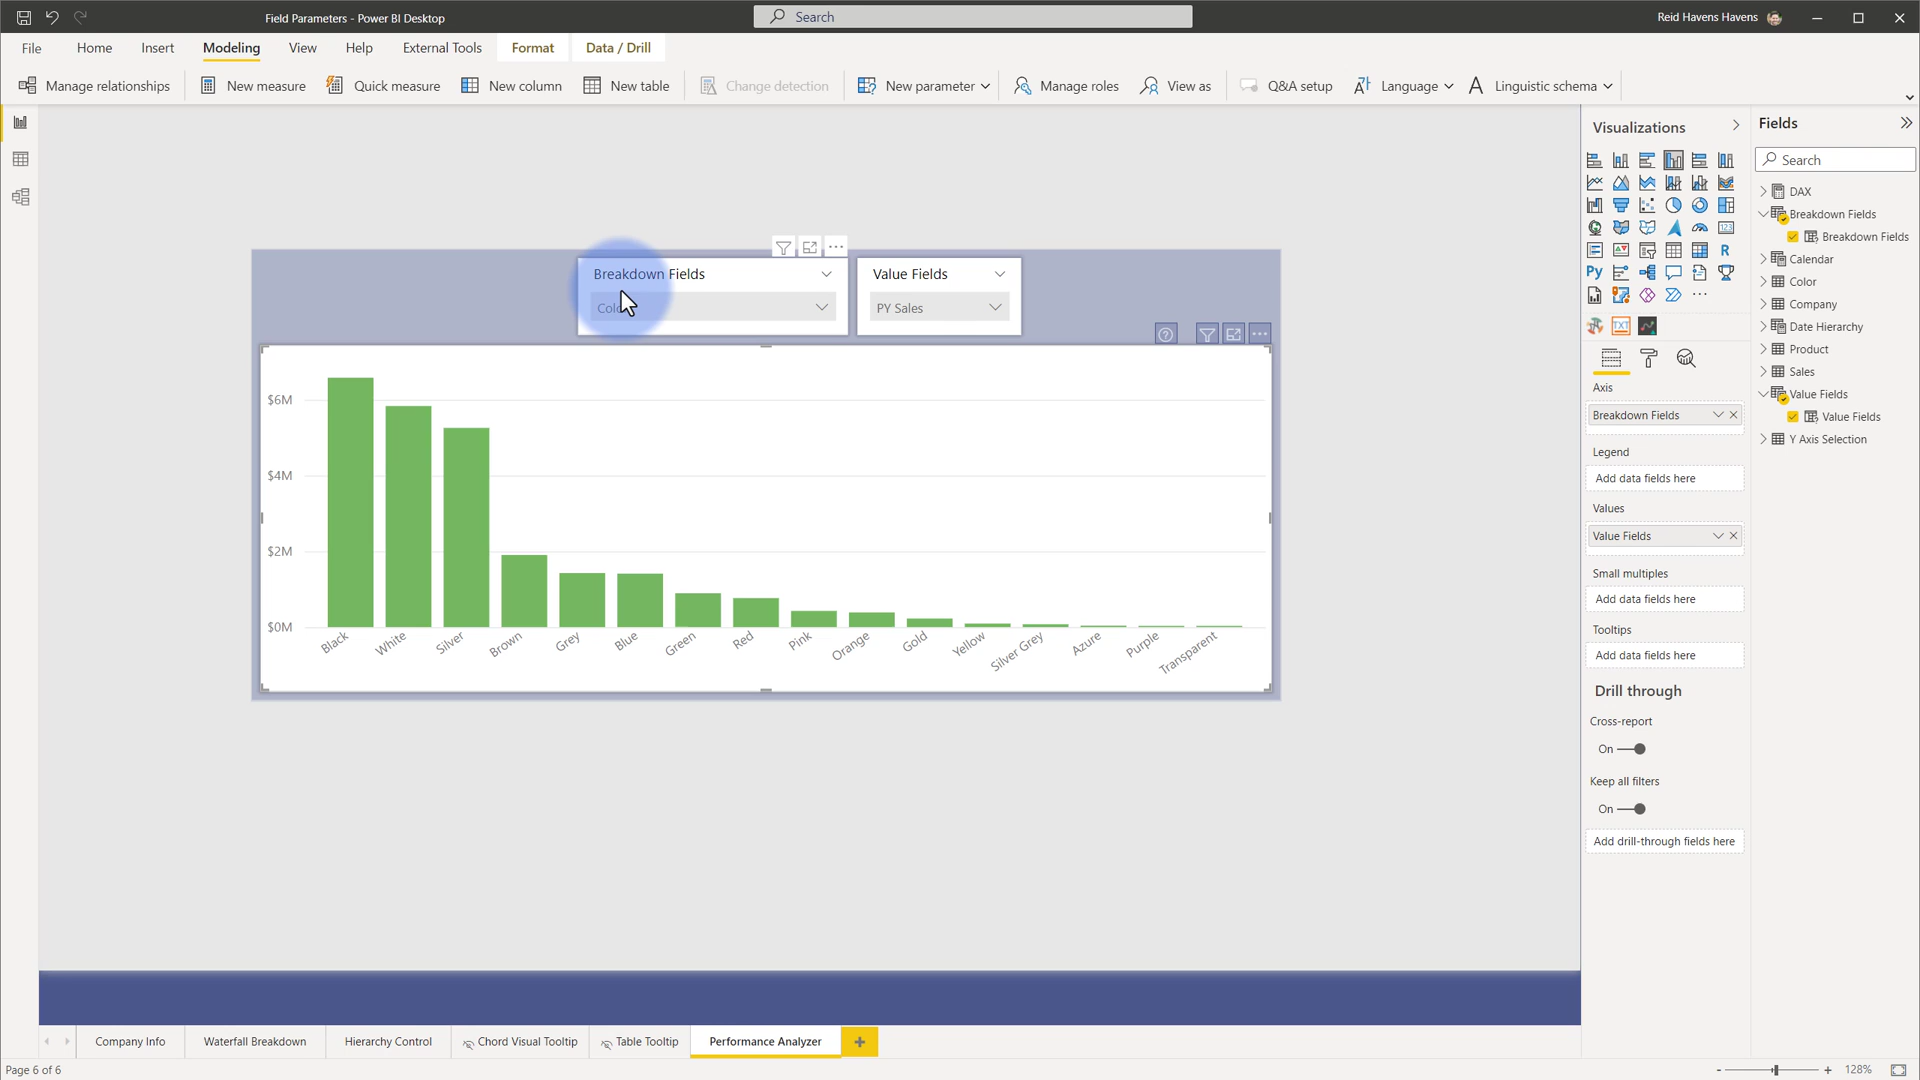 Field Parameters - Power BI Desktop
Search
Reid Havens Havens
File
Home
Insert
Modeling
View
Help
External Tools
Format
Data / Drill
Manage relationships
New measure
Quick measure
New column
New table
Change detection
New parameter
Manage roles
View as
Q&A setup
Language
Linguistic schema
Breakdown Fields
Value Fields
PY Sales
$6M
$4M
$2M
$0M
Black
White
Silver
Brown
Grey
Blue
Green
Red
Pink
Orange
Gold
Yellow
Silver Grey
Azure
Purple
Transparent
Visualizations
123
R
Py
TXT
Axis
Breakdown Fields
Legend
Add data fields here
Values
Value Fields
Small multiples
Add data fields here
Tooltips
Add data fields here
Drill through
Cross-report
On
Keep all filters
On
Add drill-through fields here
Fields
Search
DAX
Breakdown Fields
Breakdown Fields
Calendar
Color
Company
Date Hierarchy
Product
Sales
Value Fields
Value Fields
Y Axis Selection
Company Info
Waterfall Breakdown
Hierarchy Control
Chord Visual Tooltip
Table Tooltip
Performance Analyzer
Page 6 of 6
128%